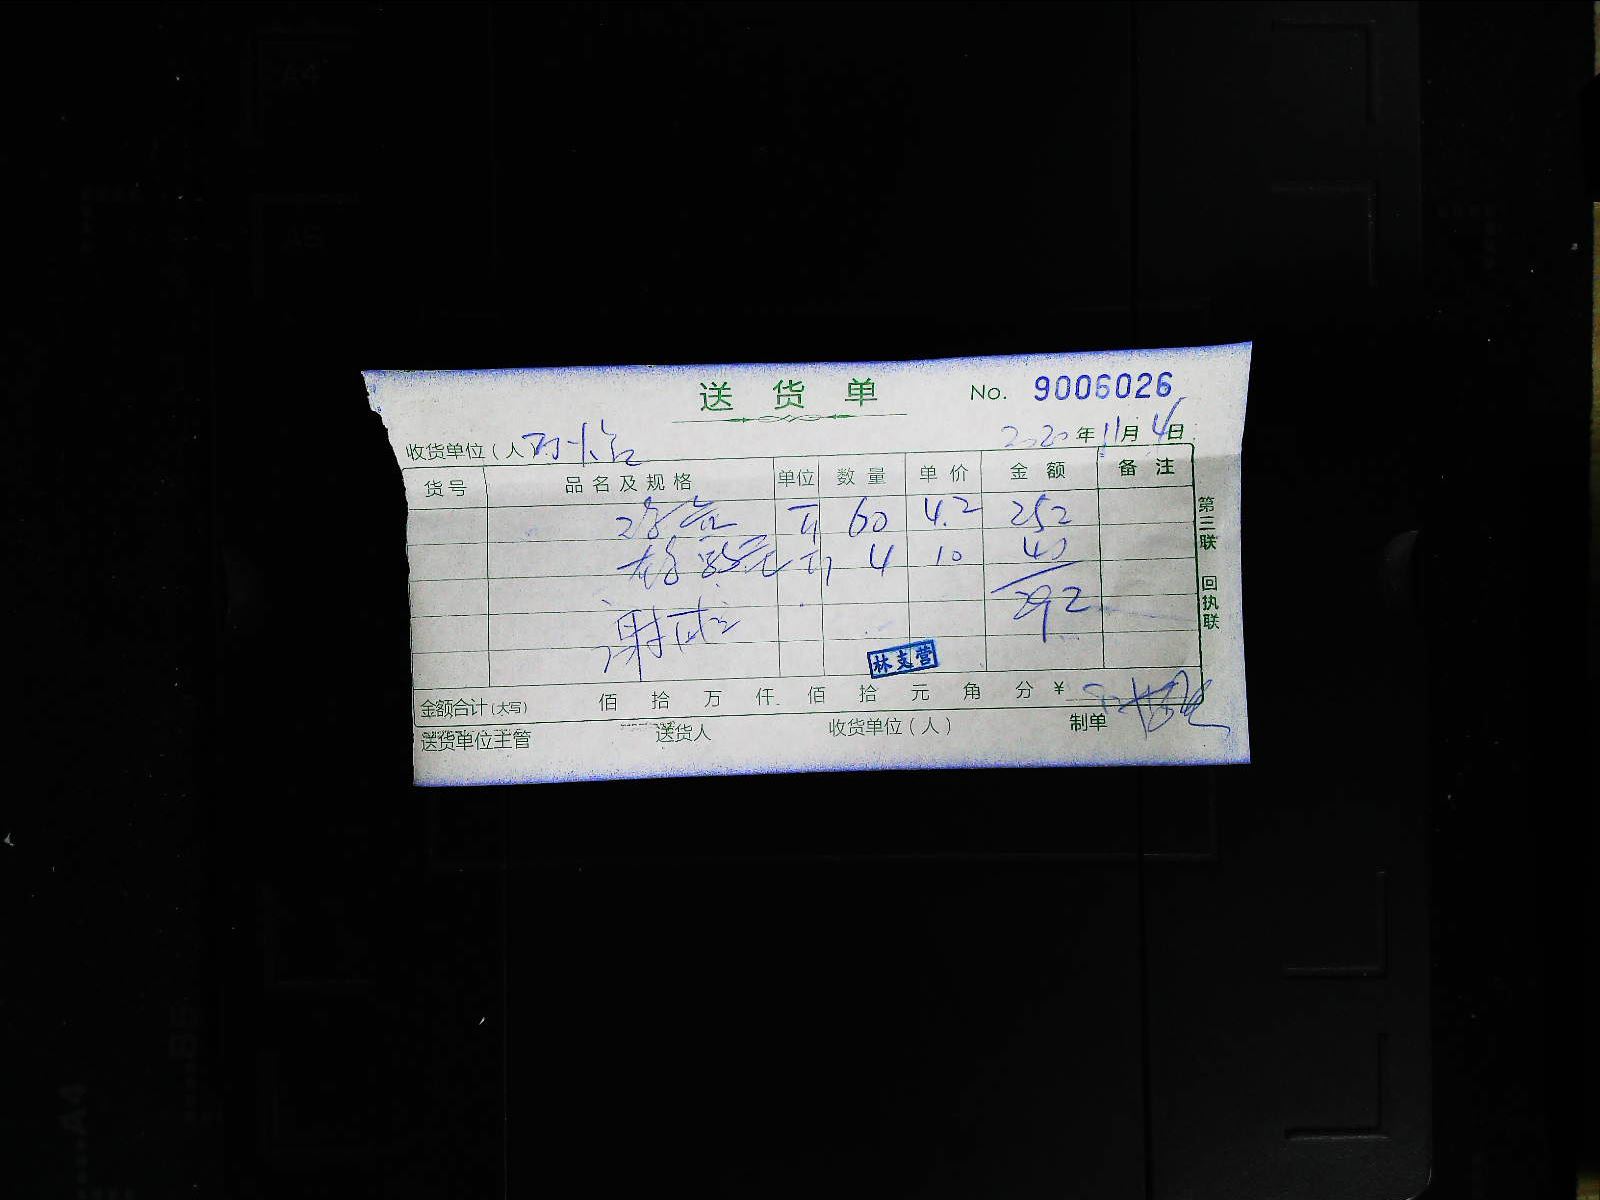 送货单 No. 9006026
收货单位(人 2020年11月4日
货号 品名及规格 单位 数量 单价 金额 备注
60 4.2 252
4 10 40
292
林支营
金额合计(大写) 佰 拾 万 仟 佰 拾 元 角 分 ¥
送货单位主管 送货人 收货单位(人) 制单
第三联 回执联